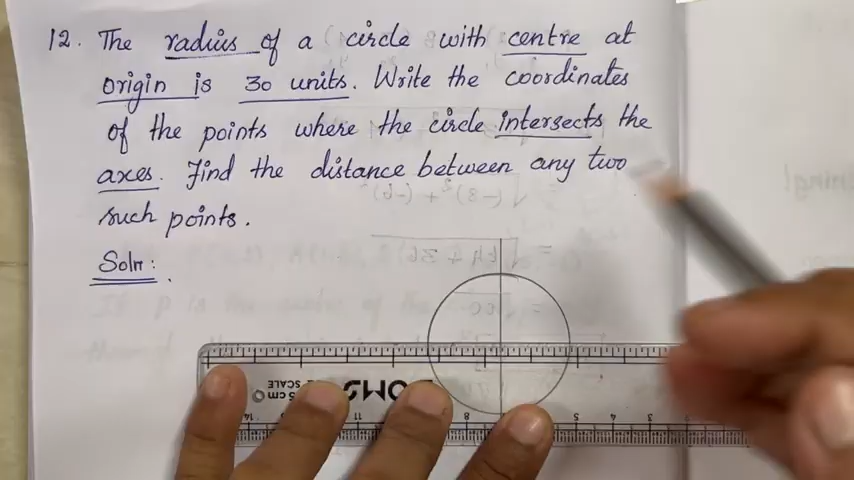 12. The radius of a circle with centre at
origin is 30 units. Write the coordinates
of the points where the circle intersects the
axes. Find the distance between any two
such points.
Soln: